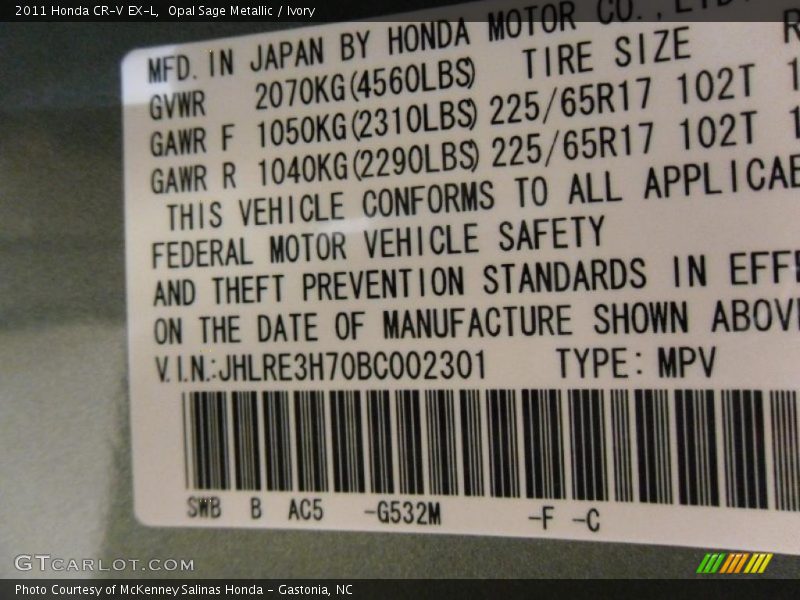 2011 Honda CR-V EX-L, Opal Sage Metallic / Ivory
MFD. IN JAPAN BY HONDA MOTOR CO.,
GVWR 2070KG(4560LBS) TIRE SIZE
GAWR F 1050KG(2310LBS) 225/65R17 102T
GAWR R 1040KG(2290LBS) 225/65R17 102T
THIS VEHICLE CONFORMS TO ALL
FEDERAL MOTOR VEHICLE SAFETY
AND THEFT PREVENTION STANDARDS IN
ON THE DATE OF MANUFACTURE SHOWN
V.I.N.:JHLRE3H70BC002301 TYPE: MPV
SWB B AC5 -G532M -F -C
GTCARLOT.COM
Photo Courtesy of McKenney Salinas Honda - Gastonia, NC